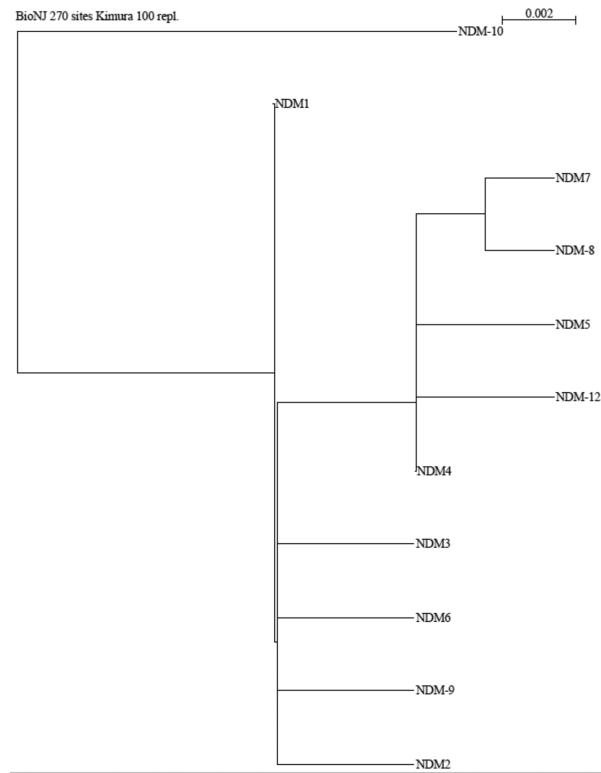 BioNJ 270 sites Kimura 100 repl.
0.002
NDM-10
NDM1
NDM7
NDM-8
NDM5
NDM-12
NDM4
NDM3
NDM6
NDM-9
NDM2